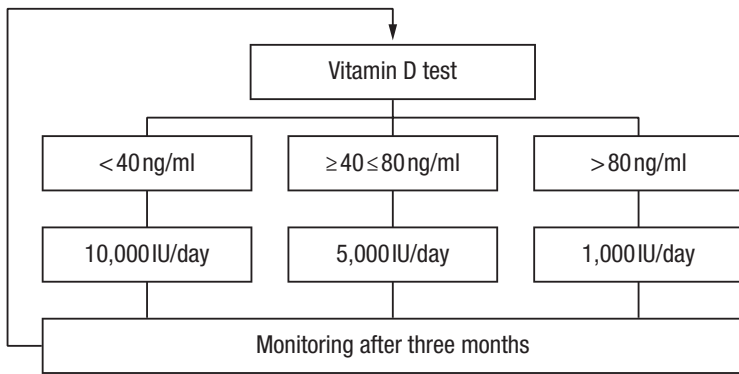 Vitamin D test
<40 ng/ml
≥40≤80 ng/ml
>80 ng/ml
10,000 IU/day
5,000 IU/day
1,000 IU/day
Monitoring after three months